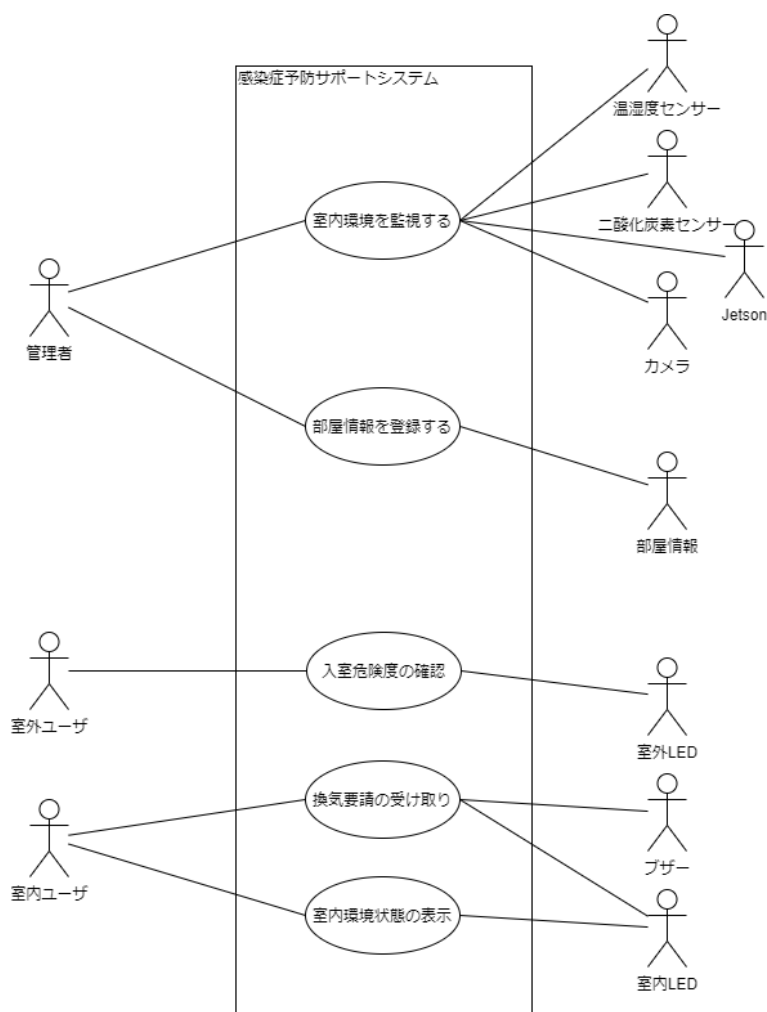 感染症予防サポートシステム
温湿度センサー
室内環境を監視する
二酸化炭素センサー
Jetson
管理者
カメラ
部屋情報を登録する
部屋情報
入室危険度の確認
室外ユーザ
室外LED
換気要請の受け取り
ブザー
室内ユーザ
室内環境状態の表示
室内LED